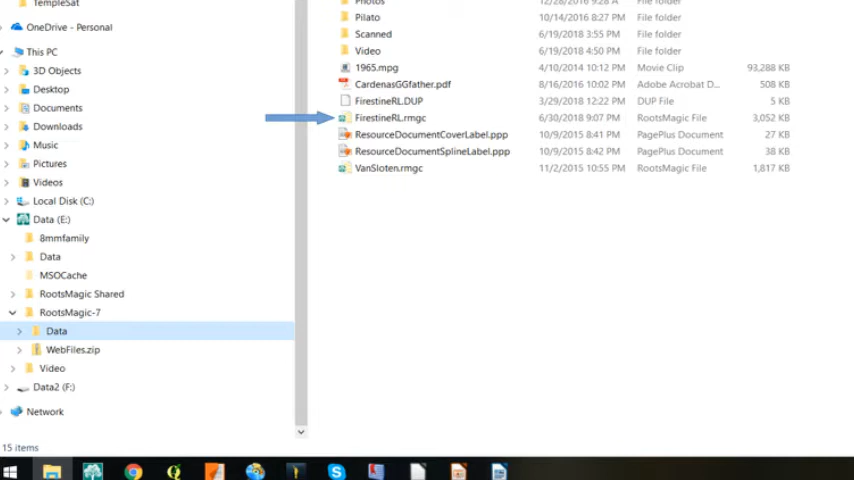 TempleSat
OneDrive - Personal
This PC
3D Objects
Desktop
Documents
Downloads
Music
Pictures
Videos
Local Disk (C:)
Data (E:)
8mmfamily
Data
MSOCache
RootsMagic Shared
RootsMagic-7
Data
WebFiles.zip
Video
Data2 (F:)
Network
15 items
Photos 12/28/2016 9:28 A File folder
Pilato 10/14/2016 8:27 PM File folder
Scanned 6/19/2018 3:55 PM File folder
Video 6/19/2018 4:50 PM File folder
1965.mpg 4/10/2014 10:12 PM Movie Clip 93,288 KB
CardenasGGfather.pdf 8/16/2016 10:02 PM Adobe Acrobat D... 508 KB
FirestineRL.DUP 3/29/2018 12:22 PM DUP File 5 KB
FirestineRL.rmgc 6/30/2018 9:07 PM RootsMagic File 3,052 KB
ResourceDocumentCoverLabel.ppp 10/9/2015 8:41 PM PagePlus Document 27 KB
ResourceDocumentSplineLabel.ppp 10/9/2015 8:42 PM PagePlus Document 38 KB
VanSloten.rmgc 11/2/2015 10:55 PM RootsMagic File 1,817 KB